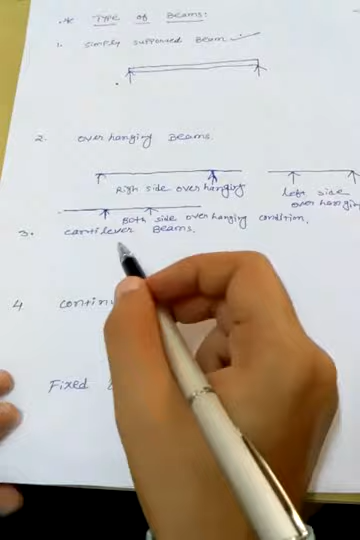 * TYPE OF BEAMS:
1. Simply supported Beam
2. over hanging Beams.
Righ side over hanging
left side over hanging
Both side over hanging condition.
3. cantilever Beams.
4 contin
Fixed